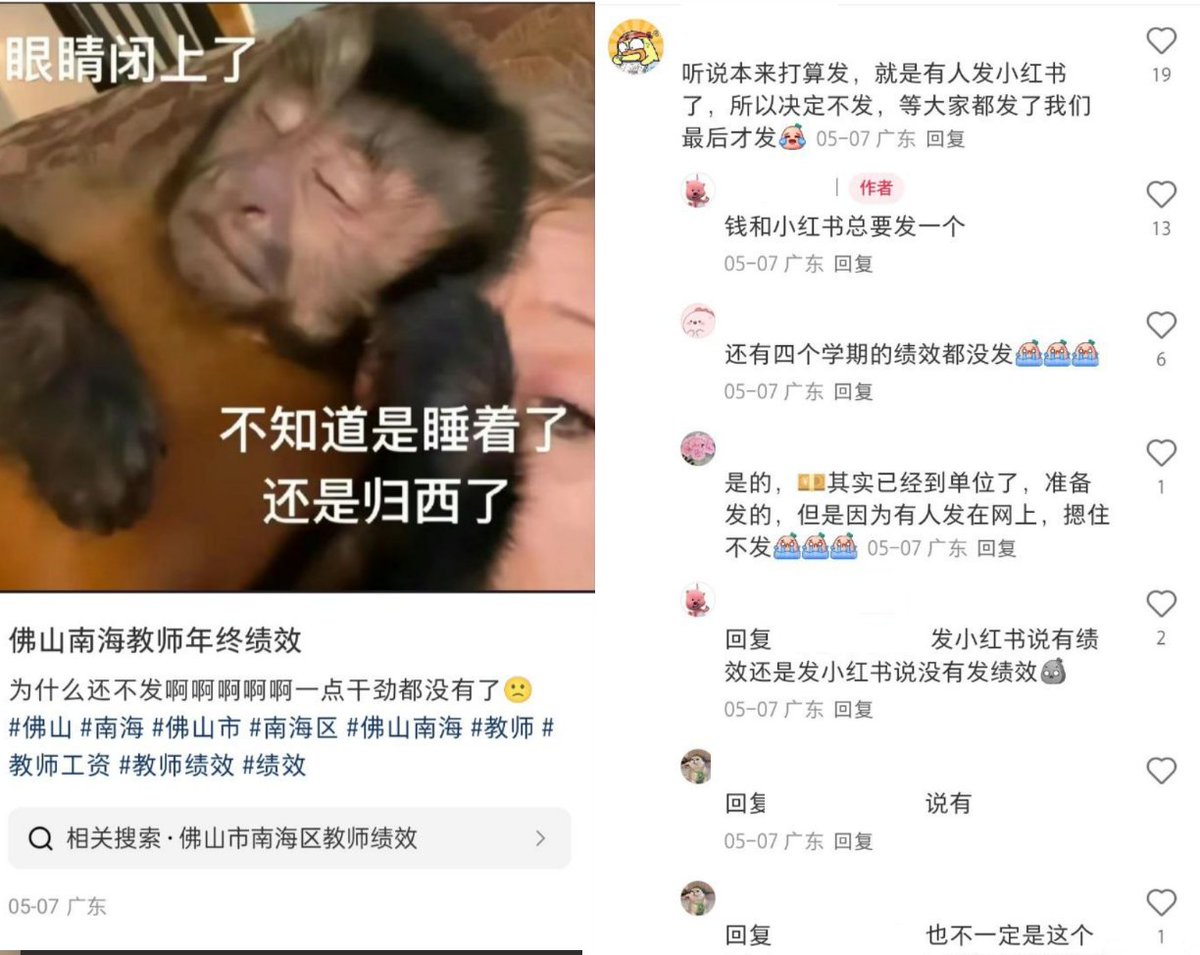 眼睛闭上了
不知道是睡着了
还是归西了
佛山南海教师年终绩效
为什么还不发啊啊啊啊啊一点干劲都没有了
#佛山 #南海 #佛山市 #南海区 #佛山南海 #教师 #
教师工资 #教师绩效 #绩效
相关搜索·佛山市南海区教师绩效
05-07 广东
听说本来打算发，就是有人发小红书
了，所以决定不发，等大家都发了我们
最后才发 05-07 广东 回复
19
作者
钱和小红书总要发一个
05-07 广东 回复
13
还有四个学期的绩效都没发
05-07 广东 回复
6
是的，其实已经到单位了，准备
发的，但是因为有人发在网上，摁住
不发 05-07 广东 回复
1
回复 发小红书说有绩
效还是发小红书说没有发绩效
05-07 广东 回复
2
回复 说有
05-07 广东 回复
回复 也不一定是这个
1